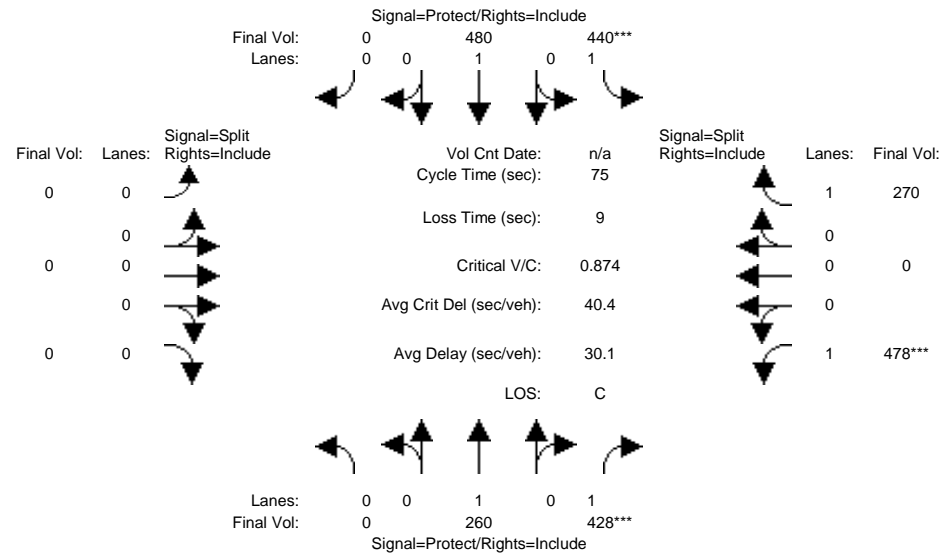 Signal=Protect/Rights=Include
Final Vol: 0 480 440***
Lanes: 0 0 1 0 1
Signal=Split
Final Vol: Lanes: Rights=Include
Vol Cnt Date: n/a
Signal=Split
Rights=Include Lanes: Final Vol:
Cycle Time (sec): 75
0 0
1 270
Loss Time (sec): 9
0
0
0 0
Critical V/C: 0.874
0 0
0
Avg Crit Del (sec/veh): 40.4
0
0 0
Avg Delay (sec/veh): 30.1
1 478***
LOS: C
Lanes: 0 0 1 0 1
Final Vol: 0 260 428***
Signal=Protect/Rights=Include